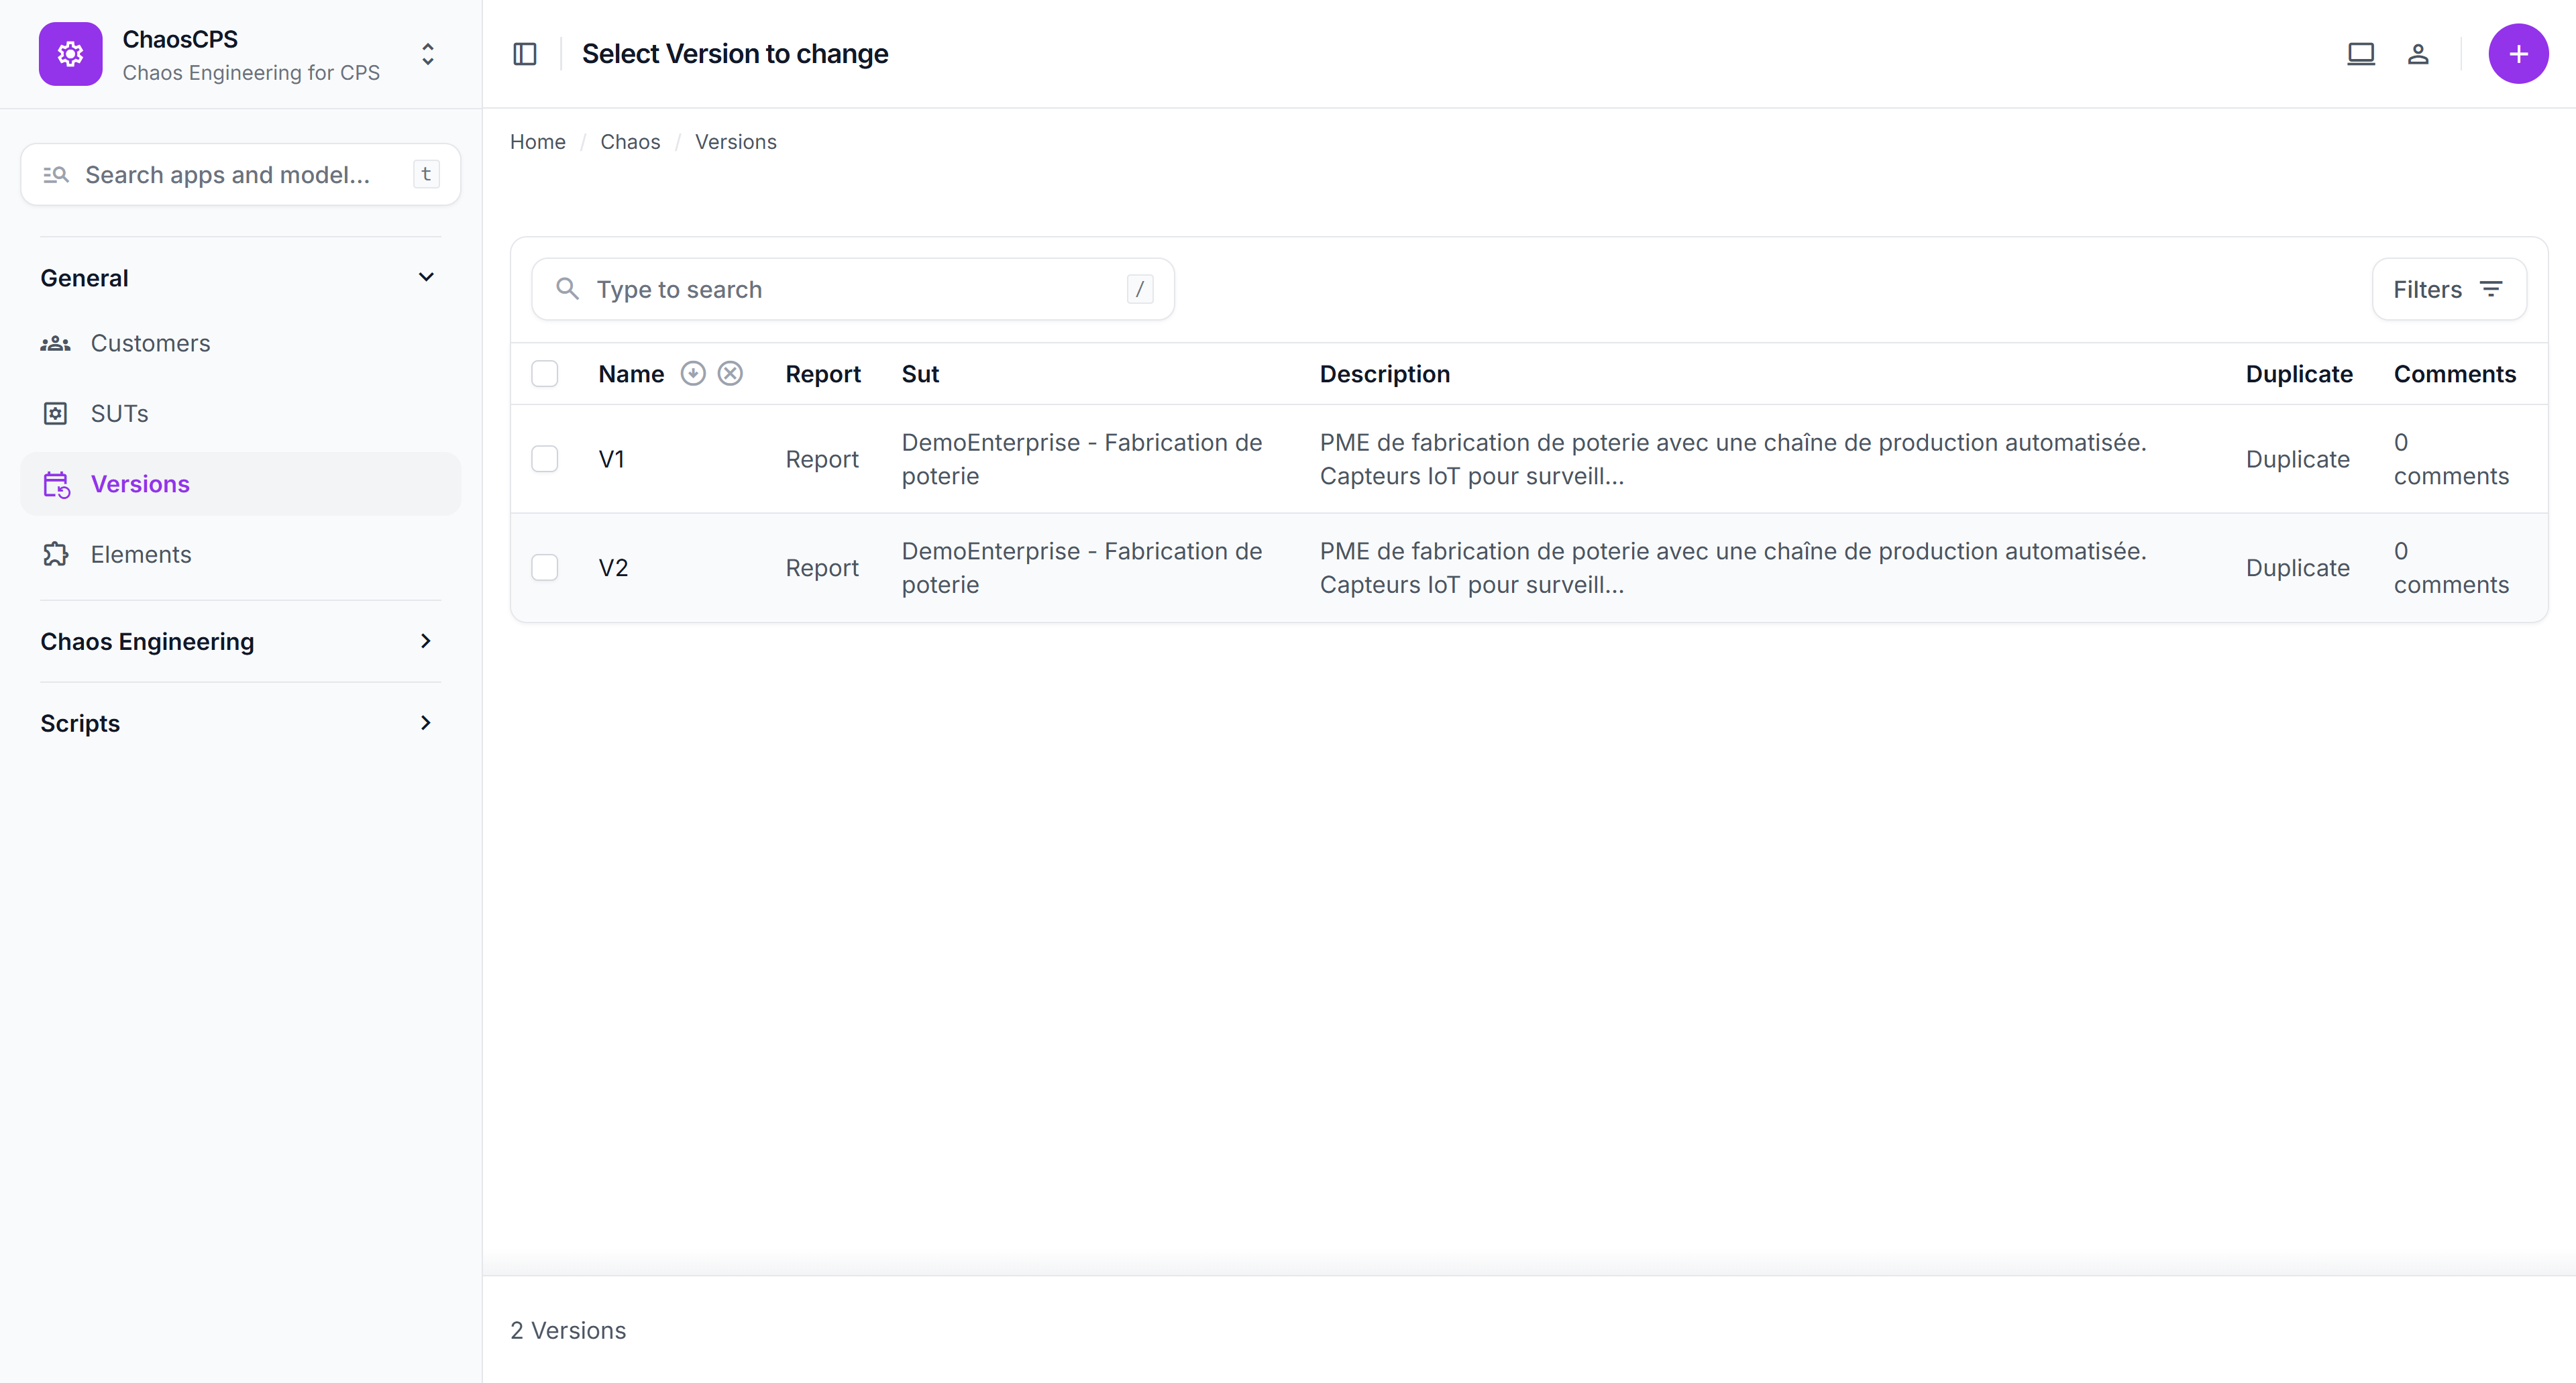 ChaosCPS
Chaos Engineering for CPS
Search apps and model...
t
General
Customers
SUTs
Versions
Elements
Chaos Engineering
Scripts
Select Version to change
Home / Chaos / Versions
Type to search
/
Filters
Name Report Sut Description Duplicate Comments
V1
Report
DemoEnterprise - Fabrication de
poterie
PME de fabrication de poterie avec une chaîne de production automatisée.
Capteurs IoT pour surveill...
Duplicate
0
comments
V2
Report
DemoEnterprise - Fabrication de
poterie
PME de fabrication de poterie avec une chaîne de production automatisée.
Capteurs IoT pour surveill...
Duplicate
0
comments
2 Versions